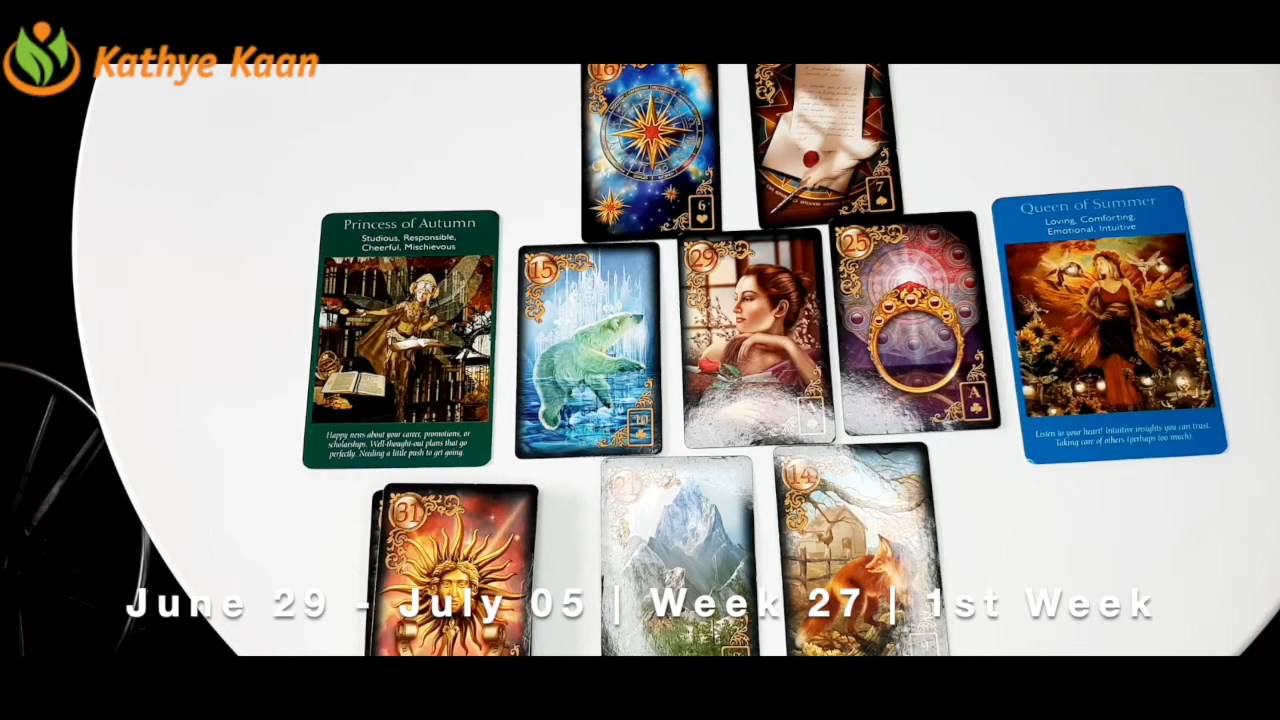 Kathye Kaan
16
6
7
Princess of Autumn
Studious, Responsible,
Cheerful, Mischievous
Queen of Summer
Loving, Comforting,
Emotional, Intuitive
15
29
25
10
A
Happy news about your career, promotions, or
scholarships. Well-thought-out plans that go
perfectly. Needing a little push to get going.
Listen to your heart! Intuitive insights you can trust.
Taking care of others (perhaps too much).
31
21
14
June 29 - July 05 | Week 27 | 1st Week